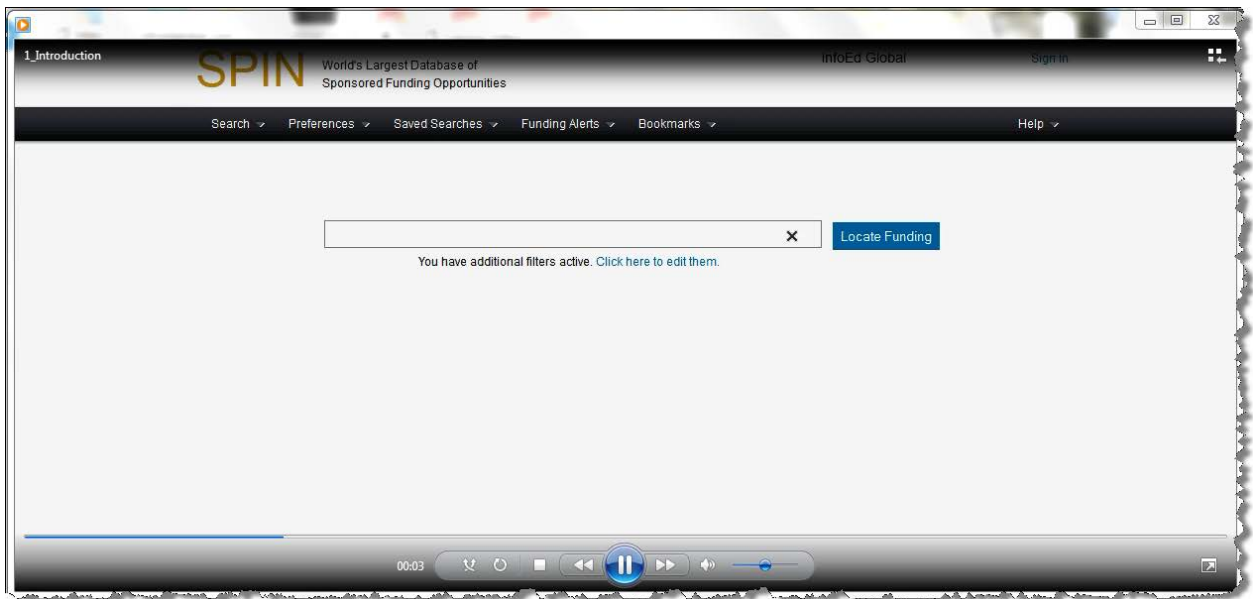 1_Introduction
SPIN
World's Largest Database of
Sponsored Funding Opportunities
infoEd Global
Sign In
Search
Preferences
Saved Searches
Funding Alerts
Bookmarks
Help
Locate Funding
You have additional filters active. Click here to edit them.
00:03